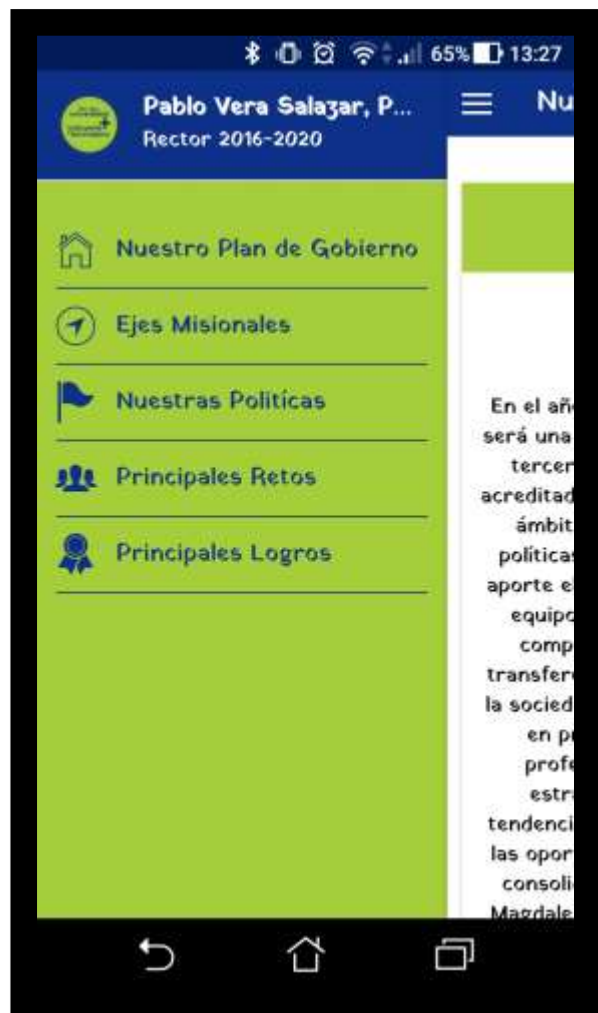 65% 13:27
Pablo Vera Salazar, P...
Rector 2016-2020
Nuestro Plan de Gobierno
Ejes Misionales
Nuestras Políticas
Principales Retos
Principales Logros
Nu
En el añ
será una
tercer
acreditad
ámbit
política
aporte e
equipo
comp
transfer
la socied
en p
profe
estr
tendenci
las opor
consoli
Magdale